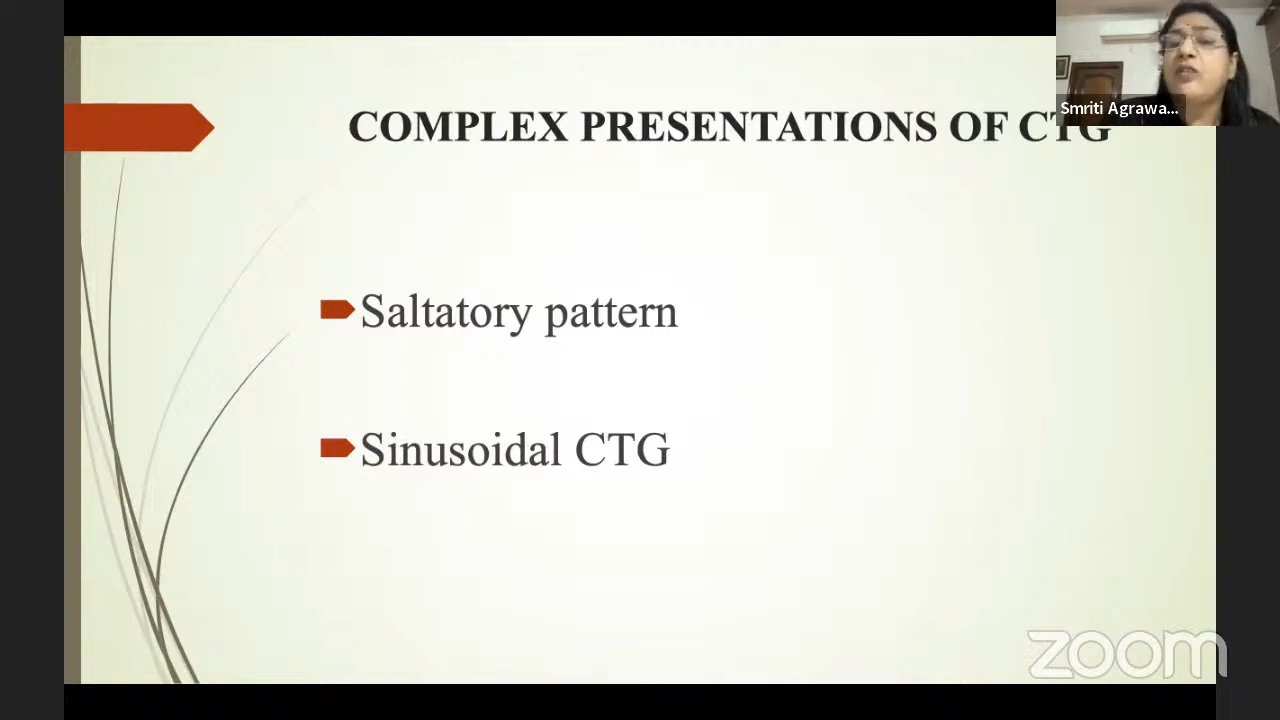 Smriti Agrawa...
COMPLEX PRESENTATIONS OF CTG
Saltatory pattern
Sinusoidal CTG
zoom